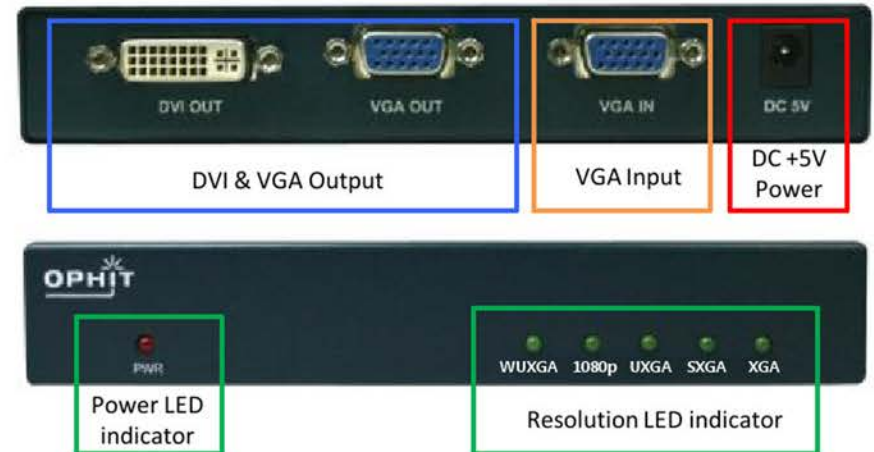 DVI OUT
VGA OUT
VGA IN
DC 5V
DVI & VGA Output
VGA Input
DC +5V
Power
OPHIT
PWR
WUXGA 1080p UXGA SXGA XGA
Power LED
indicator
Resolution LED indicator